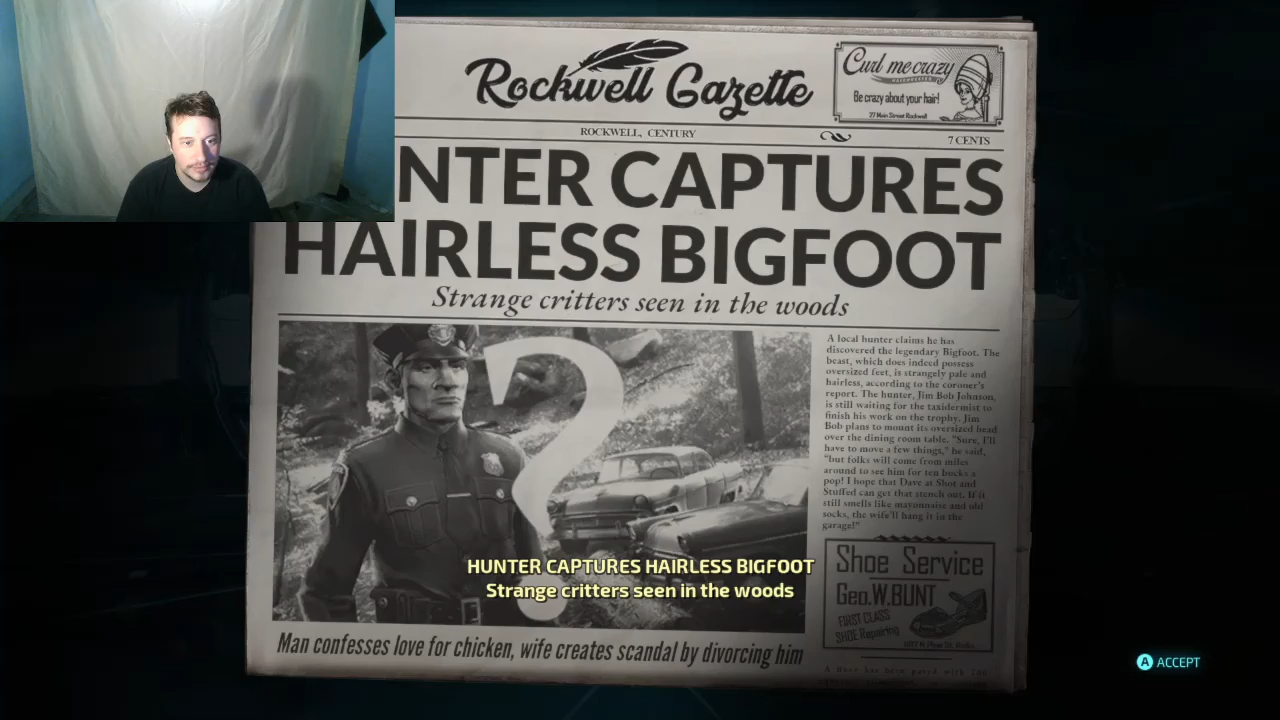 Rockwell Gazette
Curl me crazy
HAIRDRESSER
Be crazy about your hair!
27 Main Street Rockwell
ROCKWELL, CENTURY
7 CENTS
NTER CAPTURES
HAIRLESS BIGFOOT
Strange critters seen in the woods
A local hunter claims he has
discovered the legendary Bigfoot. The
beast, which does indeed possess
oversized feet, is strangely pale and
hairless, according to the coroner's
report. The hunter, Jim Bob Johnson,
is still waiting for the taxidermist to
finish his work on the trophy. Jim
Bob plans to mount its oversized head
over the dining room table. "Sure, I'll
have to move a few things," he said,
"but folks will come from miles
around to see him for ten bucks a
pop! I hope that Dave at Shot and
Stuffed can get that stench out. If it
still smells like mayonnaise and old
socks, the wife'll hang it in the
garage!"
?
HUNTER CAPTURES HAIRLESS BIGFOOT
Strange critters seen in the woods
Shoe Service
Geo.W.BUNT
FIRST CLASS
SHOE Repairing
Man confesses love for chicken, wife creates scandal by divorcing him
A ACCEPT